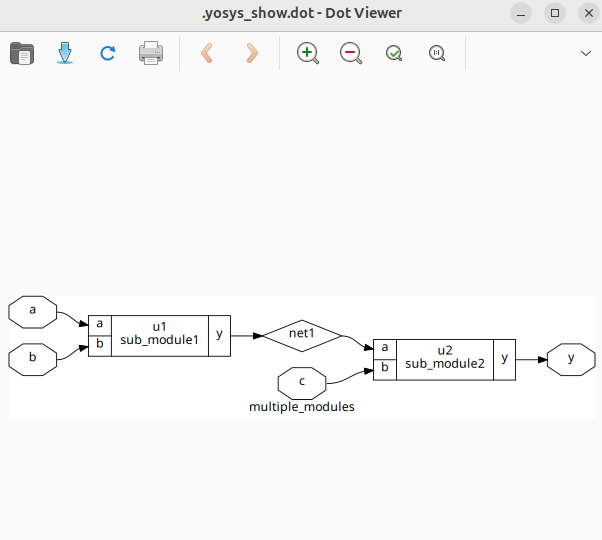 .yosys_show.dot - Dot Viewer
a
b
a
b
u1
sub_module1
y
net1
c
a
b
u2
sub_module2
y
y
multiple_modules